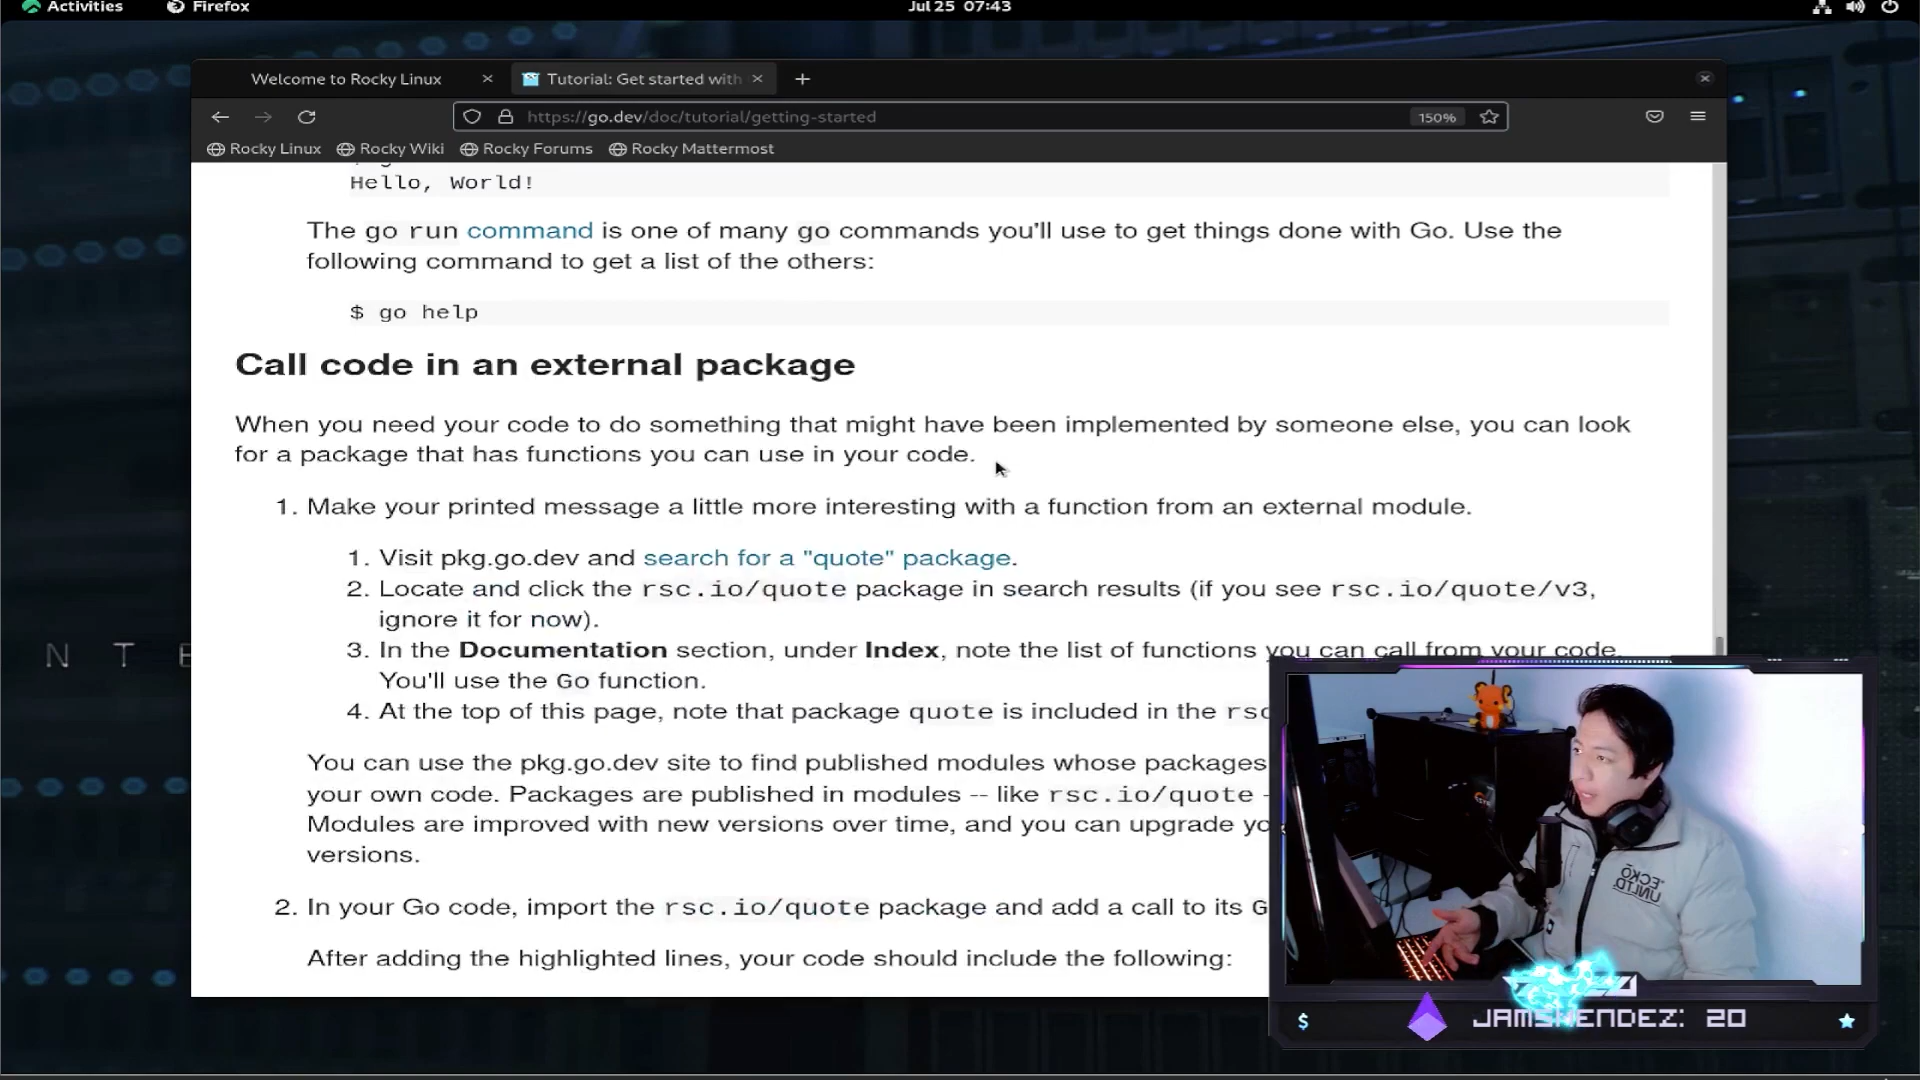 Activities
Firefox
Jul 25 07:43
Welcome to Rocky Linux
Tutorial: Get started with
https://go.dev/doc/tutorial/getting-started
150%
Rocky Linux
Rocky Wiki
Rocky Forums
Rocky Mattermost
Hello, World!
The go run command is one of many go commands you'll use to get things done with Go. Use the
following command to get a list of the others:
$ go help
Call code in an external package
When you need your code to do something that might have been implemented by someone else, you can look
for a package that has functions you can use in your code.
1. Make your printed message a little more interesting with a function from an external module.
1. Visit pkg.go.dev and search for a "quote" package.
2. Locate and click the rsc.io/quote package in search results (if you see rsc.io/quote/v3,
ignore it for now).
3. In the Documentation section, under Index, note the list of functions you can call from your code.
You'll use the Go function.
4. At the top of this page, note that package quote is included in the rsc
You can use the pkg.go.dev site to find published modules whose packages
your own code. Packages are published in modules -- like rsc.io/quote -
Modules are improved with new versions over time, and you can upgrade yo
versions.
2. In your Go code, import the rsc.io/quote package and add a call to its G
After adding the highlighted lines, your code should include the following:
N T E
ECKO
UNLTD.
$
JAMSMENDEZ: 20